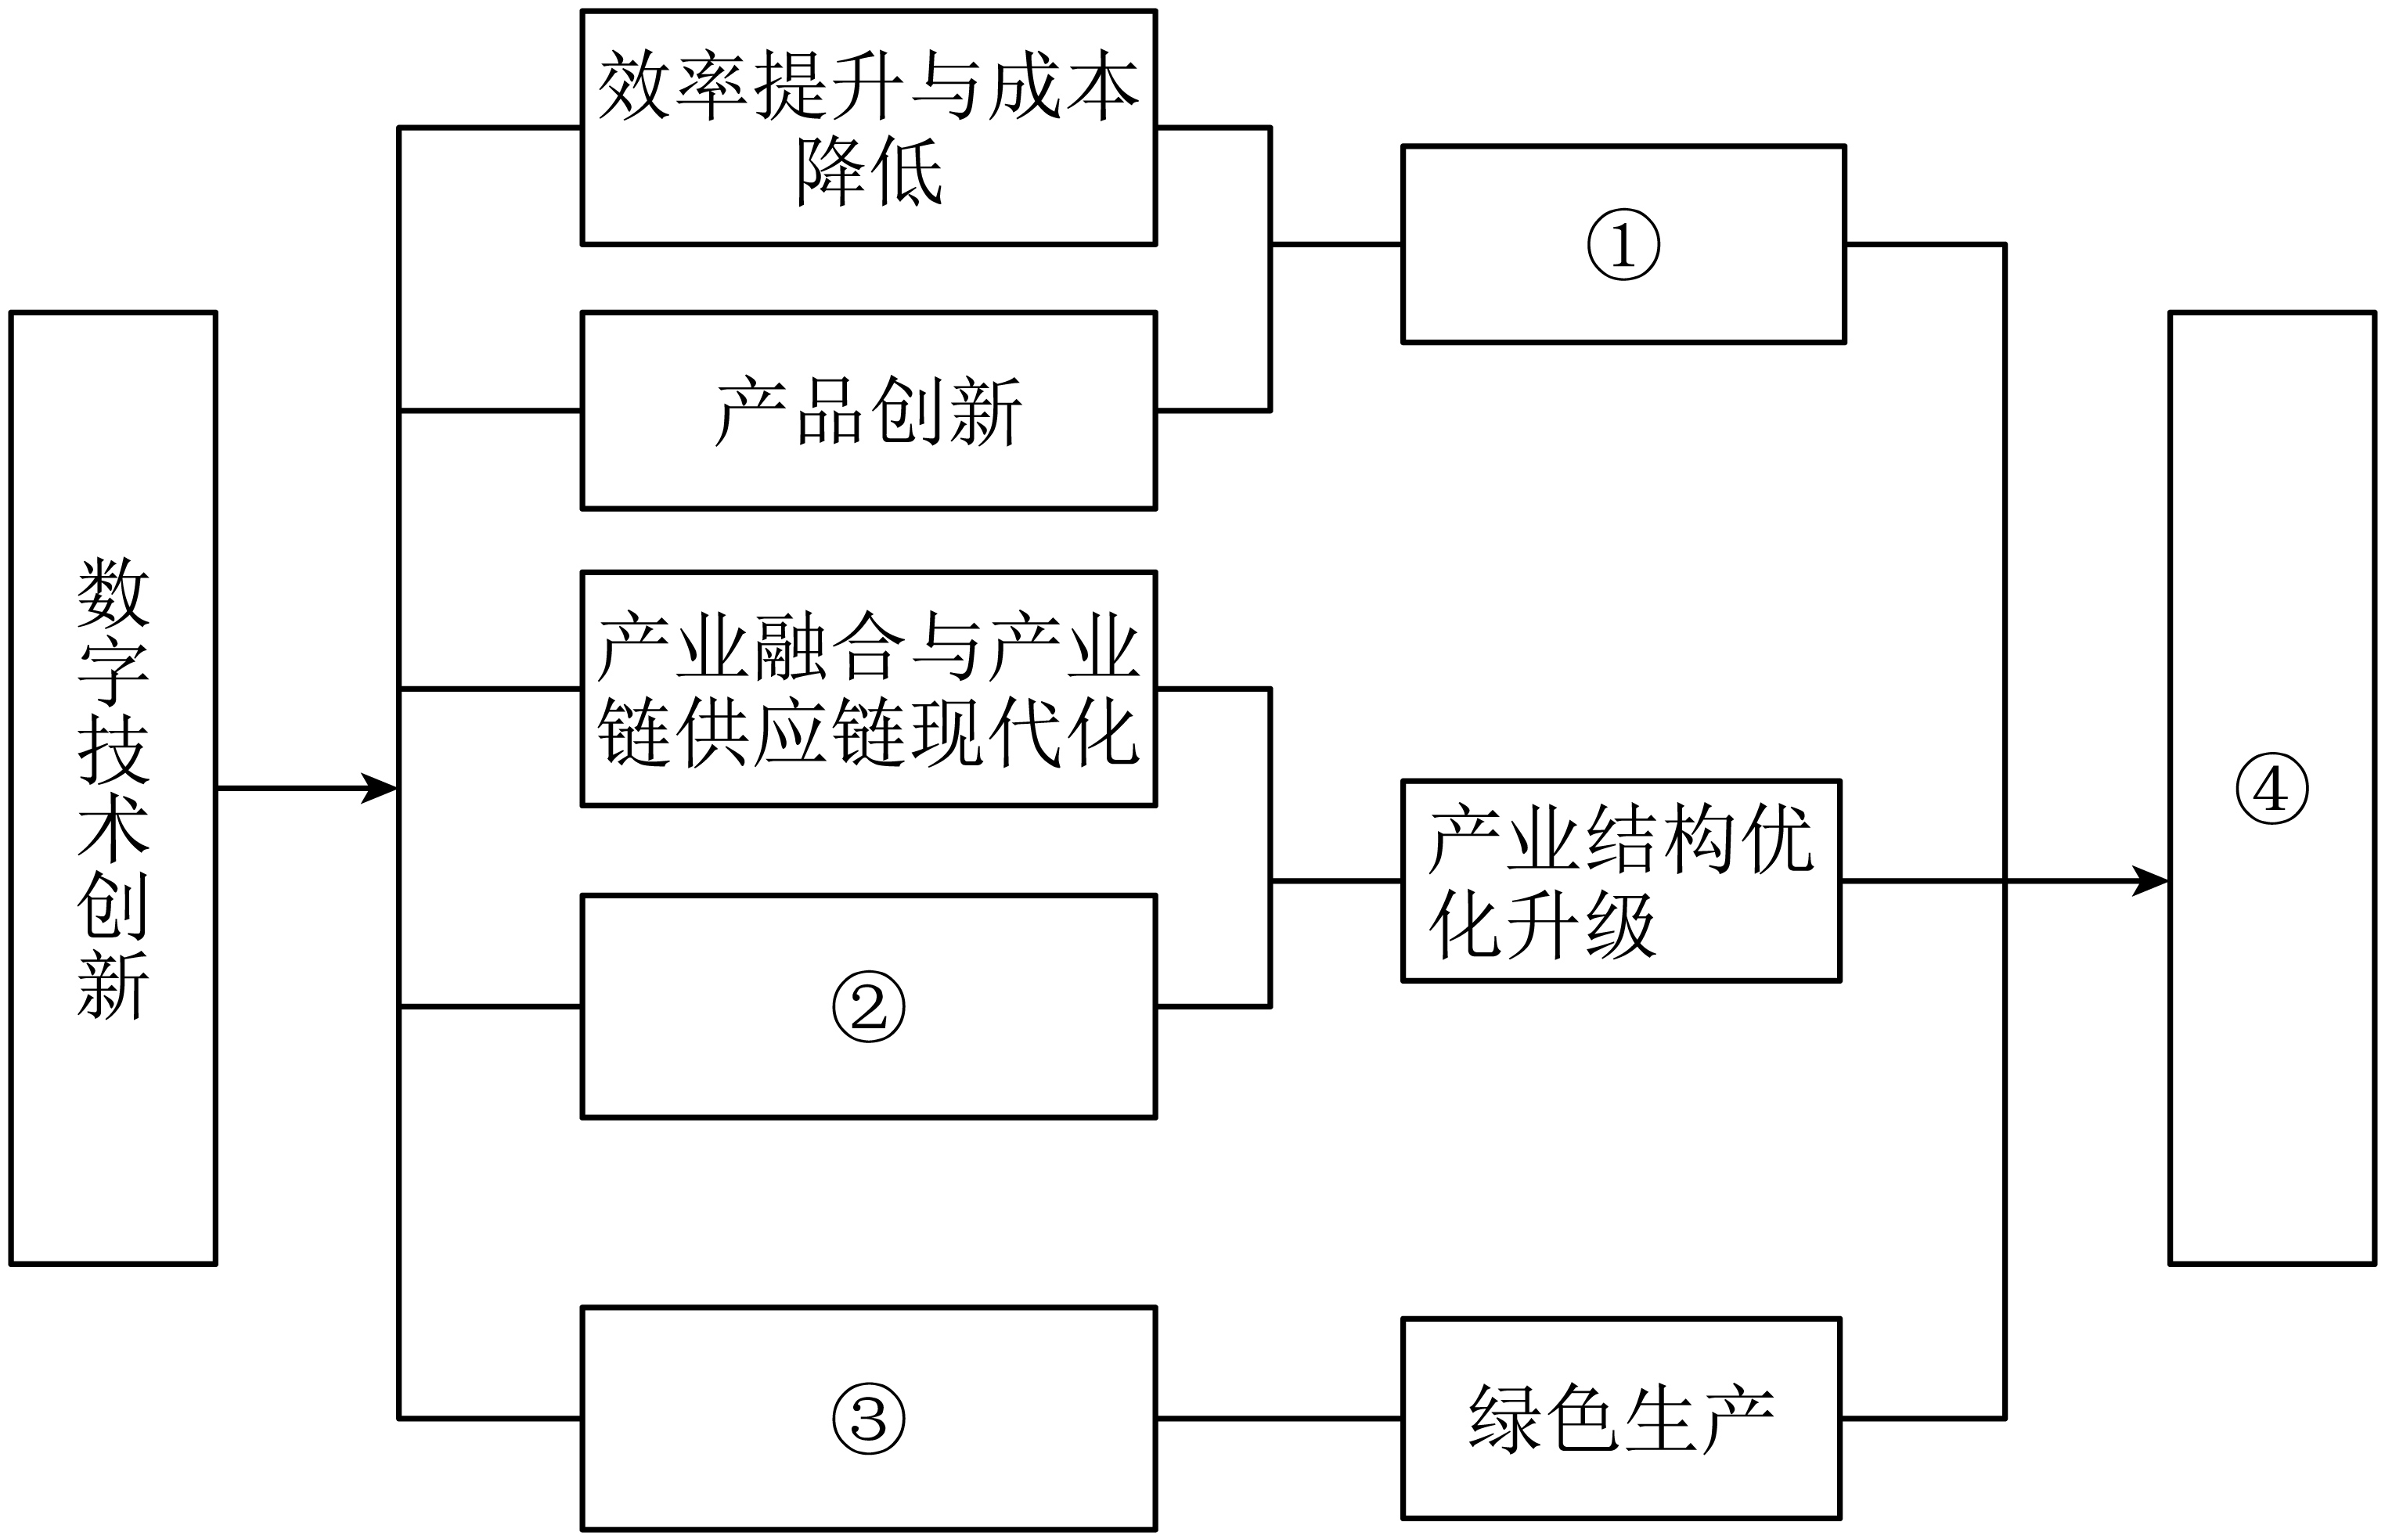 数字技术创新
效率提升与成本
降低
产品创新
产业融合与产业
链供应链现代化
②
③
①
产业结构优
化升级
绿色生产
④